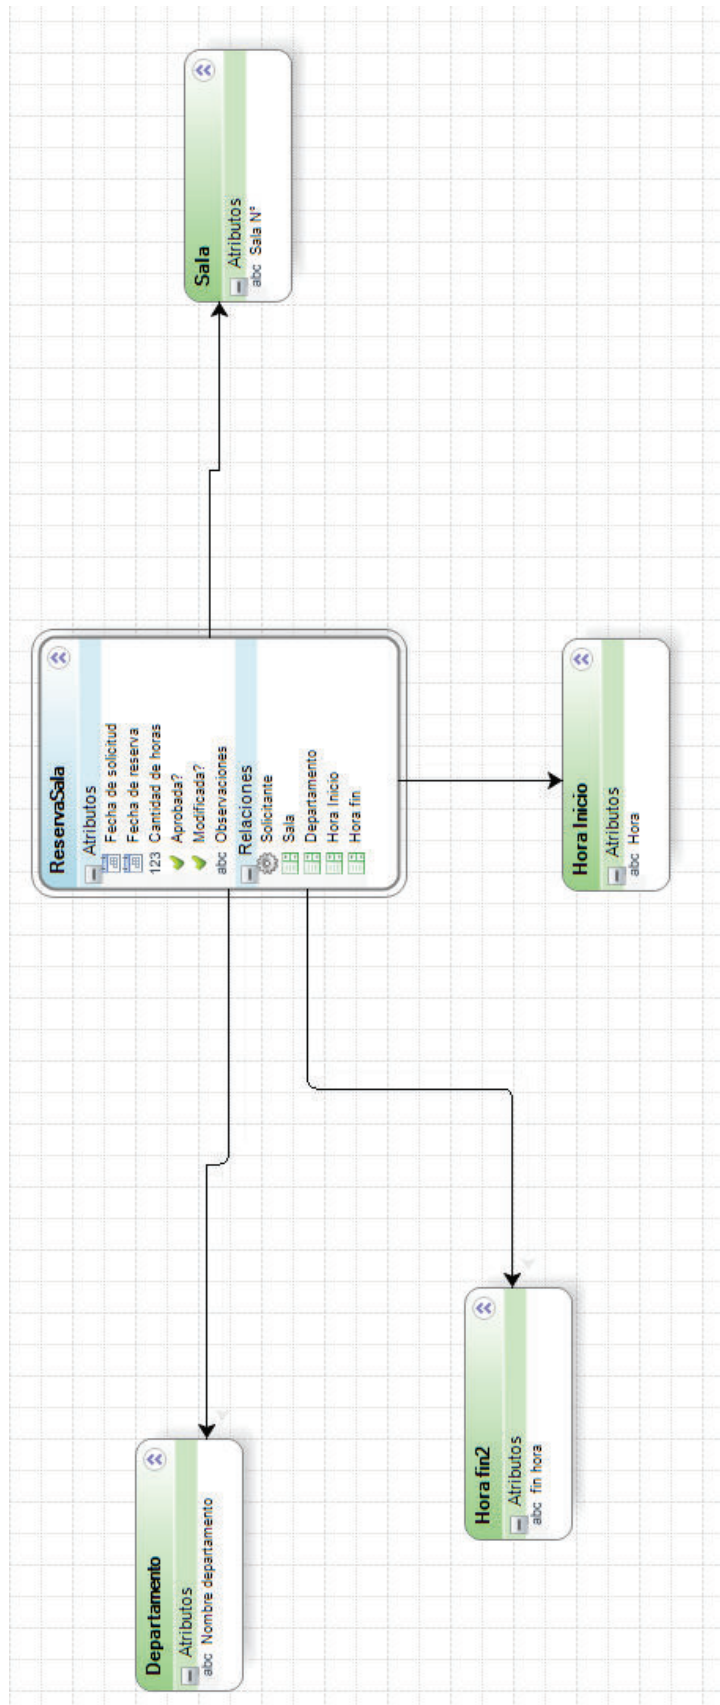 Departamento
Atributos
abc Nombre departamento
Hora fin2
Atributos
abc fin hora
ReservaSala
Atributos
Fecha de solicitud
Fecha de reserva
123 Cantidad de horas
Aprobada?
Modificada?
abc Observaciones
Relaciones
Solicitante
Sala
Departamento
Hora Inicio
Hora fin
Hora Inicio
Atributos
abc Hora
Sala
Atributos
abc Sala Nº